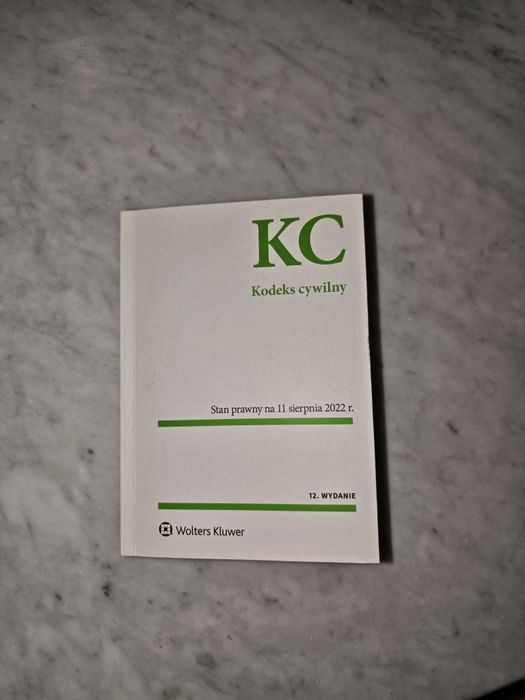 KC
Kodeks cywilny
Stan prawny na 11 sierpnia 2022 r.
12. WYDANIE
Wolters Kluwer